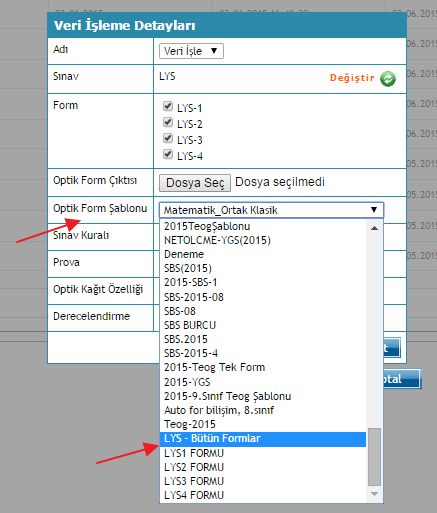 Veri İşleme Detayları
Adı
Veri İşle
Sınav
LYS
Değiştir
Form
LYS-1
LYS-2
LYS-3
LYS-4
Optik Form Çıktısı
Dosya Seç Dosya seçilmedi
Optik Form Şablonu
Matematik_Ortak Klasik
Sınav Kuralı
Prova
Optik Kağıt Özelliği
Derecelendirme
2015TeogŞablonu
NETOLCME-YGS(2015)
Deneme
SBS(2015)
2015-SBS-1
SBS-2015-08
SBS-08
SBS BURCU
SBS.2015
SBS-2015-4
2015-Teog Tek Form
2015-YGS
2015-9.Sınıf Teog Şablonu
Auto for bilişim, 8.sınıf
Teog-2015
LYS - Bütün Formlar
LYS1 FORMU
LYS2 FORMU
LYS3 FORMU
LYS4 FORMU